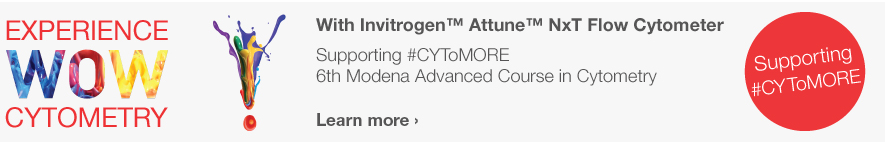 EXPERIENCE
WOW
CYTOMETRY
With Invitrogen™ Attune™ NxT Flow Cytometer
Supporting #CYToMORE
6th Modena Advanced Course in Cytometry
Learn more ›
Supporting
#CYToMORE